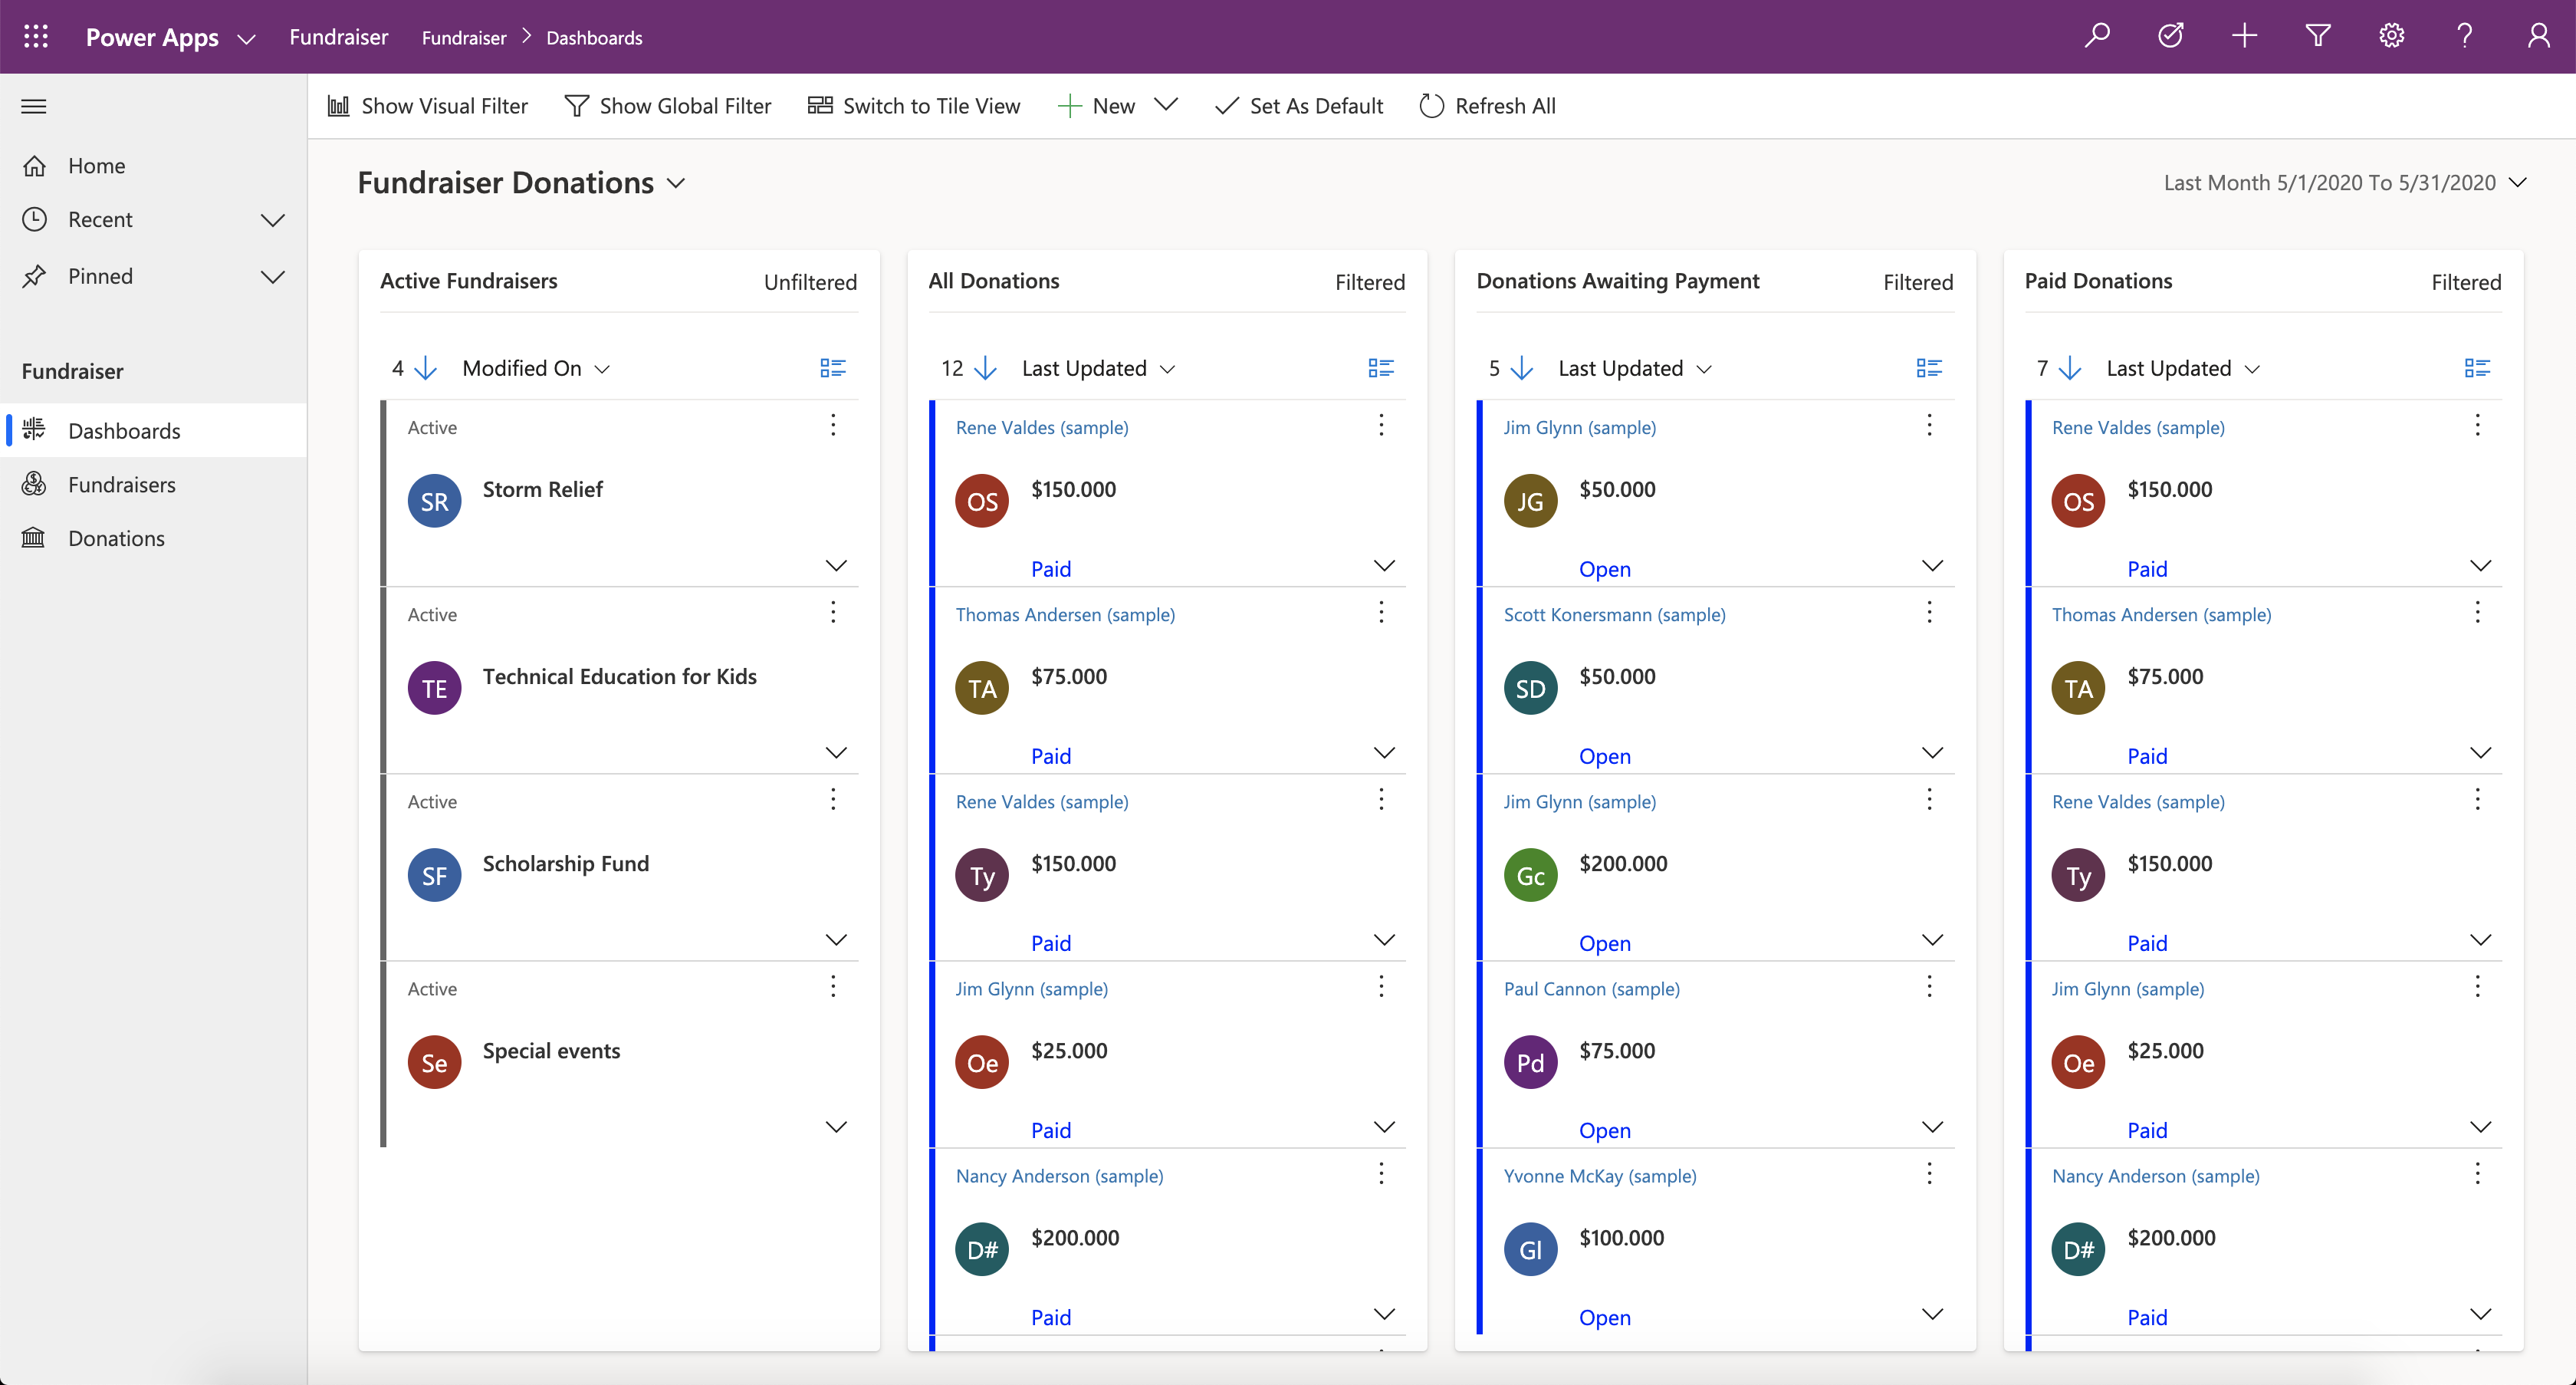 Power Apps Fundraiser Fundraiser Dashboards
Show Visual Filter Show Global Filter Switch to Tile View New Set As Default Refresh All
Home
Recent
Pinned
Fundraiser
Dashboards
Fundraisers
Donations
Fundraiser Donations
Last Month 5/1/2020 To 5/31/2020
Active Fundraisers Unfiltered
4 Modified On
Active
SR Storm Relief
Active
TE Technical Education for Kids
Active
SF Scholarship Fund
Active
Se Special events
All Donations Filtered
12 Last Updated
Rene Valdes (sample)
OS $150.000
Paid
Thomas Andersen (sample)
TA $75.000
Paid
Rene Valdes (sample)
Ty $150.000
Paid
Jim Glynn (sample)
Oe $25.000
Paid
Nancy Anderson (sample)
D# $200.000
Paid
Donations Awaiting Payment Filtered
5 Last Updated
Jim Glynn (sample)
JG $50.000
Open
Scott Konersmann (sample)
SD $50.000
Open
Jim Glynn (sample)
Gc $200.000
Open
Paul Cannon (sample)
Pd $75.000
Open
Yvonne McKay (sample)
Gl $100.000
Open
Paid Donations Filtered
7 Last Updated
Rene Valdes (sample)
OS $150.000
Paid
Thomas Andersen (sample)
TA $75.000
Paid
Rene Valdes (sample)
Ty $150.000
Paid
Jim Glynn (sample)
Oe $25.000
Paid
Nancy Anderson (sample)
D# $200.000
Paid